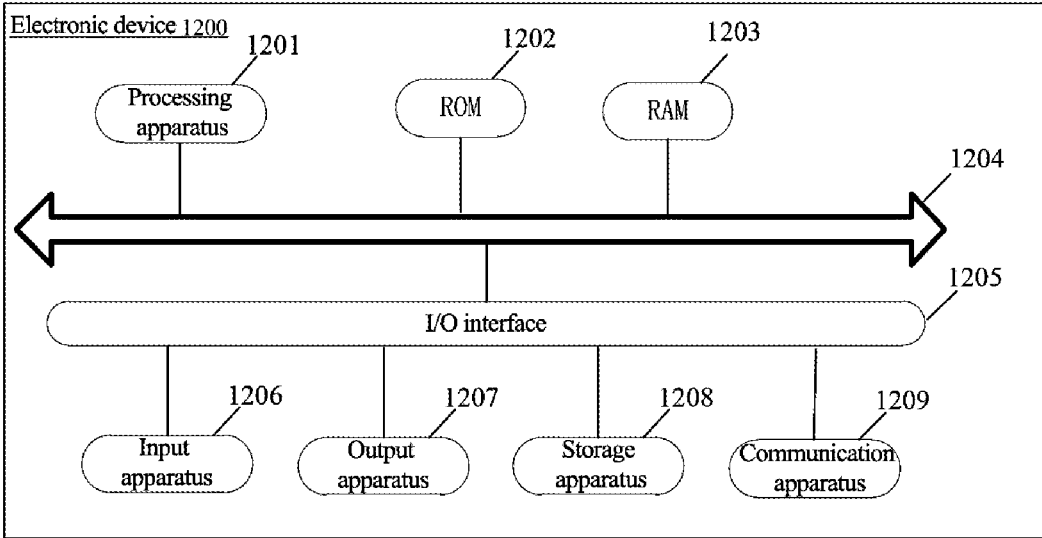 Electronic device 1200
1201
1202
1203
Processing
apparatus
ROM
RAM
1204
1205
I/O interface
1206
1207
1208
1209
Input
apparatus
Output
apparatus
Storage
apparatus
Communication
apparatus